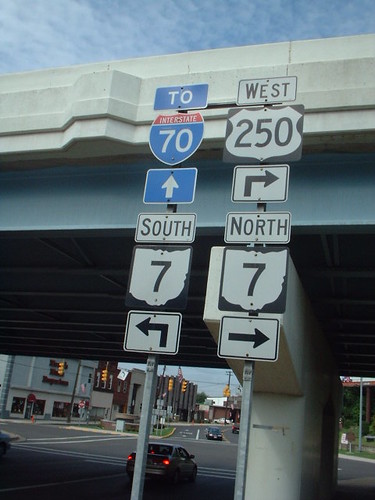 TO
INTERSTATE
70
SOUTH
7
WEST
250
NORTH
7